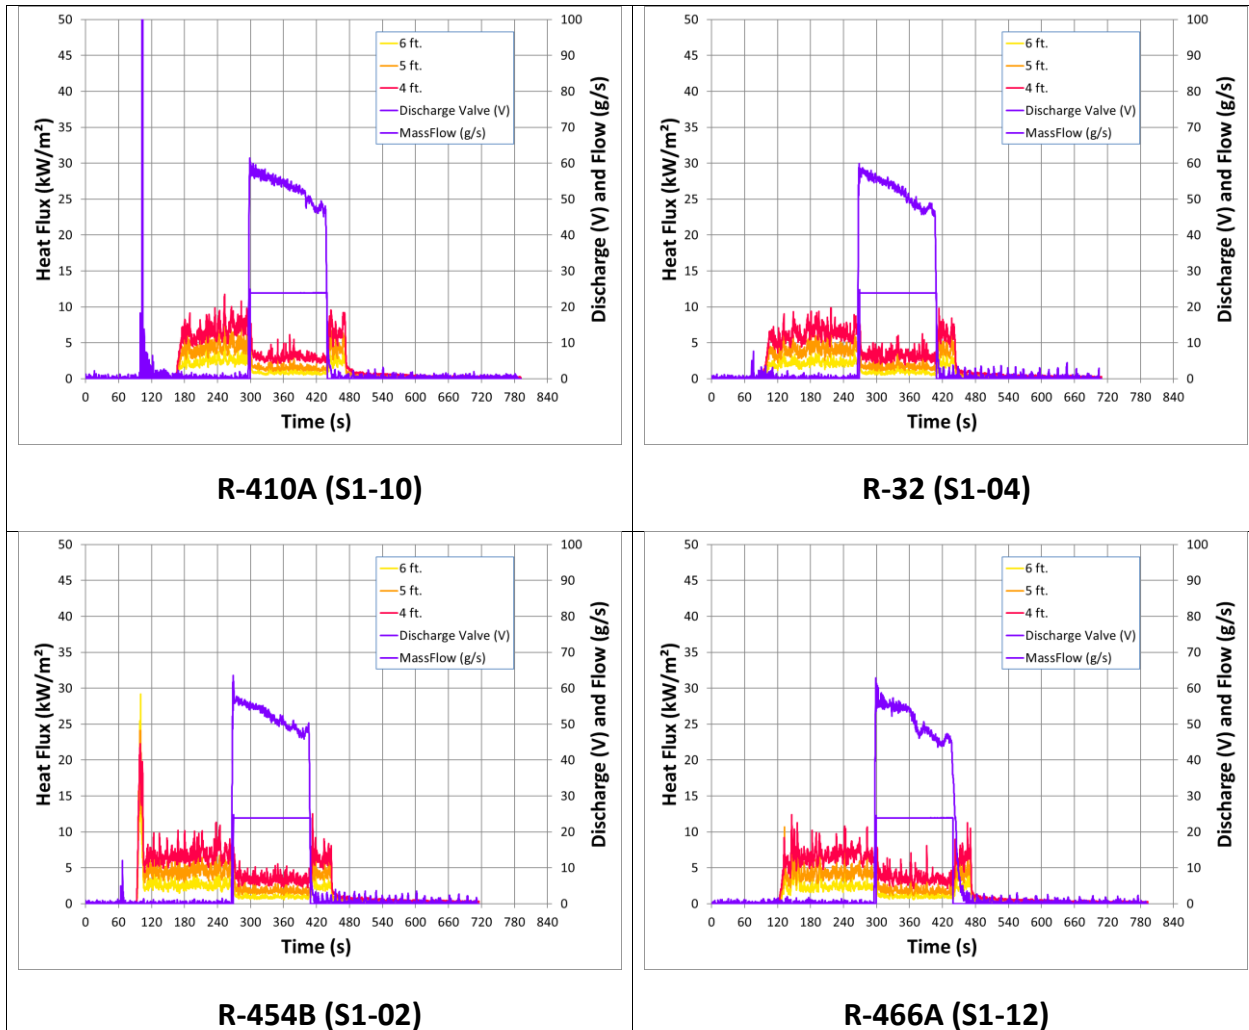 50
45
40
35
30
25
20
15
10
5
0
Heat Flux (kW/m²)
100
90
80
70
60
50
40
30
20
10
0
Discharge (V) and Flow (g/s)
6 ft.
5 ft.
4 ft.
Discharge Valve (V)
MassFlow (g/s)
0 60 120 180 240 300 360 420 480 540 600 660 720 780 840
Time (s)
R-410A (S1-10)
50
45
40
35
30
25
20
15
10
5
0
Heat Flux (kW/m²)
100
90
80
70
60
50
40
30
20
10
0
Discharge (V) and Flow (g/s)
6 ft.
5 ft.
4 ft.
Discharge Valve (V)
MassFlow (g/s)
0 60 120 180 240 300 360 420 480 540 600 660 720 780 840
Time (s)
R-32 (S1-04)
50
45
40
35
30
25
20
15
10
5
0
Heat Flux (kW/m²)
100
90
80
70
60
50
40
30
20
10
0
Discharge (V) and Flow (g/s)
6 ft.
5 ft.
4 ft.
Discharge Valve (V)
MassFlow (g/s)
0 60 120 180 240 300 360 420 480 540 600 660 720 780 840
Time (s)
R-454B (S1-02)
50
45
40
35
30
25
20
15
10
5
0
Heat Flux (kW/m²)
100
90
80
70
60
50
40
30
20
10
0
Discharge (V) and Flow (g/s)
6 ft.
5 ft.
4 ft.
Discharge Valve (V)
MassFlow (g/s)
0 60 120 180 240 300 360 420 480 540 600 660 720 780 840
Time (s)
R-466A (S1-12)